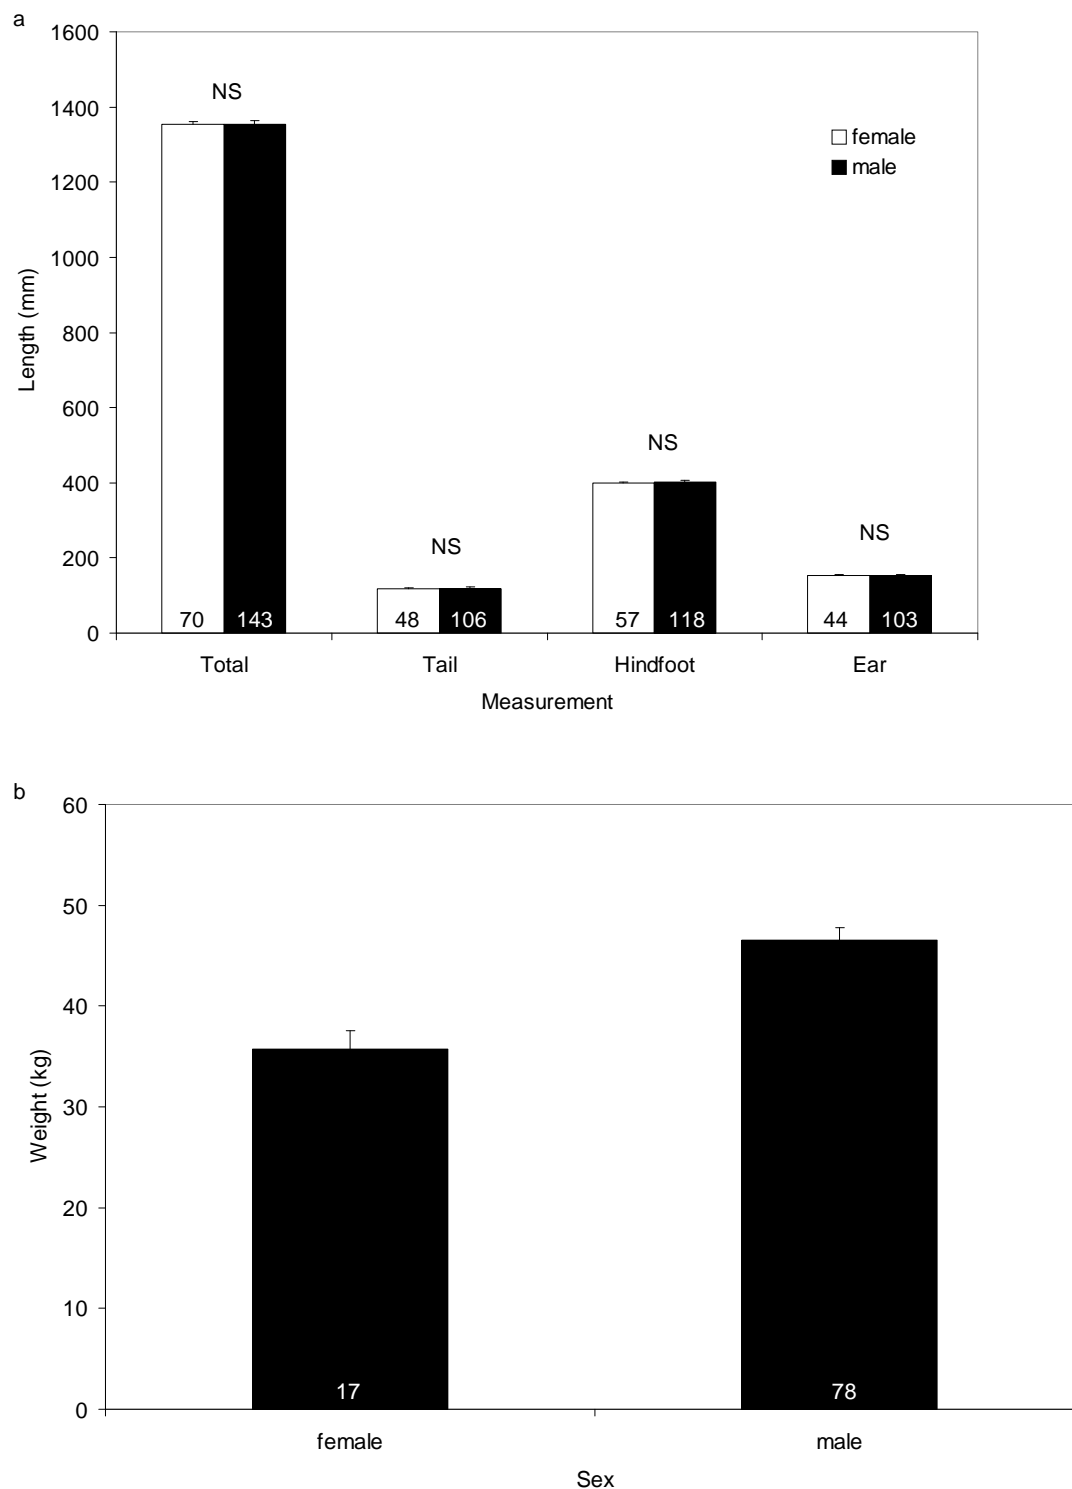 a
1600
1400
1200
1000
800
600
400
200
0
Length (mm)
NS
NS
NS
NS
female
male
70 143 48 106 57 118 44 103
Total Tail Hindfoot Ear
Measurement
b
60
50
40
30
20
10
0
Weight (kg)
17 78
female male
Sex